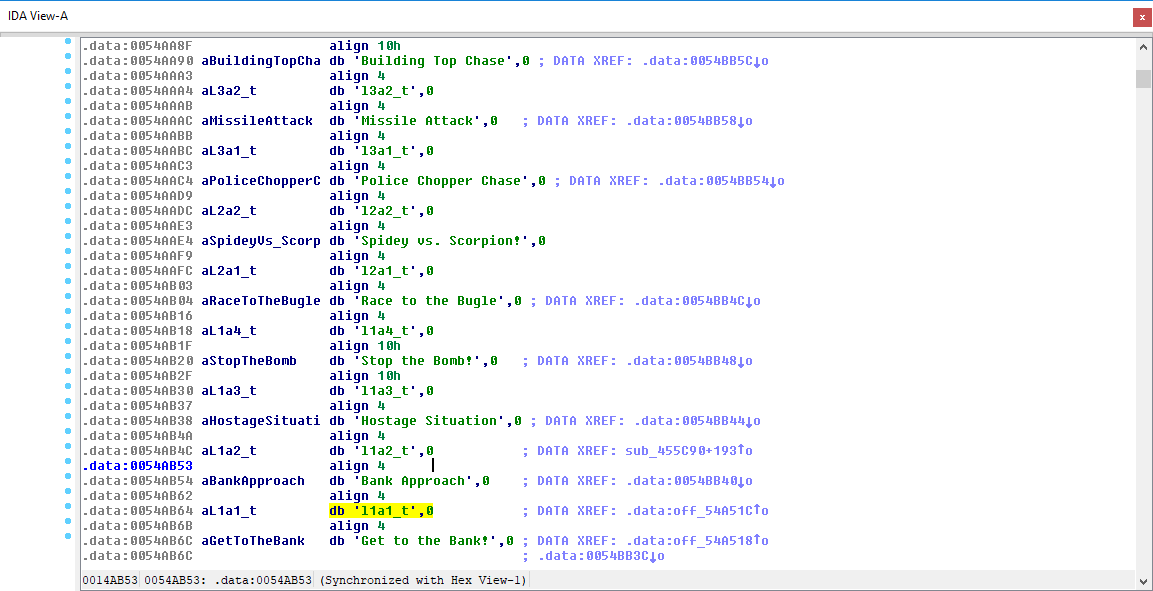 IDA View-A
x
.data:0054AA8F align 10h
.data:0054AA90 aBuildingTopCha db 'Building Top Chase',0 ; DATA XREF: .data:0054BB5C↓o
.data:0054AAA3 align 4
.data:0054AAA4 aL3a2_t db 'l3a2_t',0
.data:0054AAAB align 4
.data:0054AAAC aMissileAttack db 'Missile Attack',0 ; DATA XREF: .data:0054BB58↓o
.data:0054AABB align 4
.data:0054AABC aL3a1_t db 'l3a1_t',0
.data:0054AAC3 align 4
.data:0054AAC4 aPoliceChopperC db 'Police Chopper Chase',0 ; DATA XREF: .data:0054BB54↓o
.data:0054AAD9 align 4
.data:0054AADC aL2a2_t db 'l2a2_t',0
.data:0054AAE3 align 4
.data:0054AAE4 aSpideyVs_Scorp db 'Spidey vs. Scorpion!',0
.data:0054AAF9 align 4
.data:0054AAFC aL2a1_t db 'l2a1_t',0
.data:0054AB03 align 4
.data:0054AB04 aRaceToTheBugle db 'Race to the Bugle',0 ; DATA XREF: .data:0054BB4C↓o
.data:0054AB16 align 4
.data:0054AB18 aL1a4_t db 'l1a4_t',0
.data:0054AB1F align 10h
.data:0054AB20 aStopTheBomb db 'Stop the Bomb!',0 ; DATA XREF: .data:0054BB48↓o
.data:0054AB2F align 10h
.data:0054AB30 aL1a3_t db 'l1a3_t',0
.data:0054AB37 align 4
.data:0054AB38 aHostageSituati db 'Hostage Situation',0 ; DATA XREF: .data:0054BB44↓o
.data:0054AB4A align 4
.data:0054AB4C aL1a2_t db 'l1a2_t',0 ; DATA XREF: sub_455C90+193↑o
.data:0054AB53 align 4
.data:0054AB54 aBankApproach db 'Bank Approach',0 ; DATA XREF: .data:0054BB40↓o
.data:0054AB62 align 4
.data:0054AB64 aL1a1_t db 'l1a1_t',0 ; DATA XREF: .data:off_54A51C↑o
.data:0054AB6B align 4
.data:0054AB6C aGetToTheBank db 'Get to the Bank!',0 ; DATA XREF: .data:off_54A518↑o
.data:0054AB6C ; .data:0054BB3C↓o
0014AB53 0054AB53: .data:0054AB53 (Synchronized with Hex View-1)